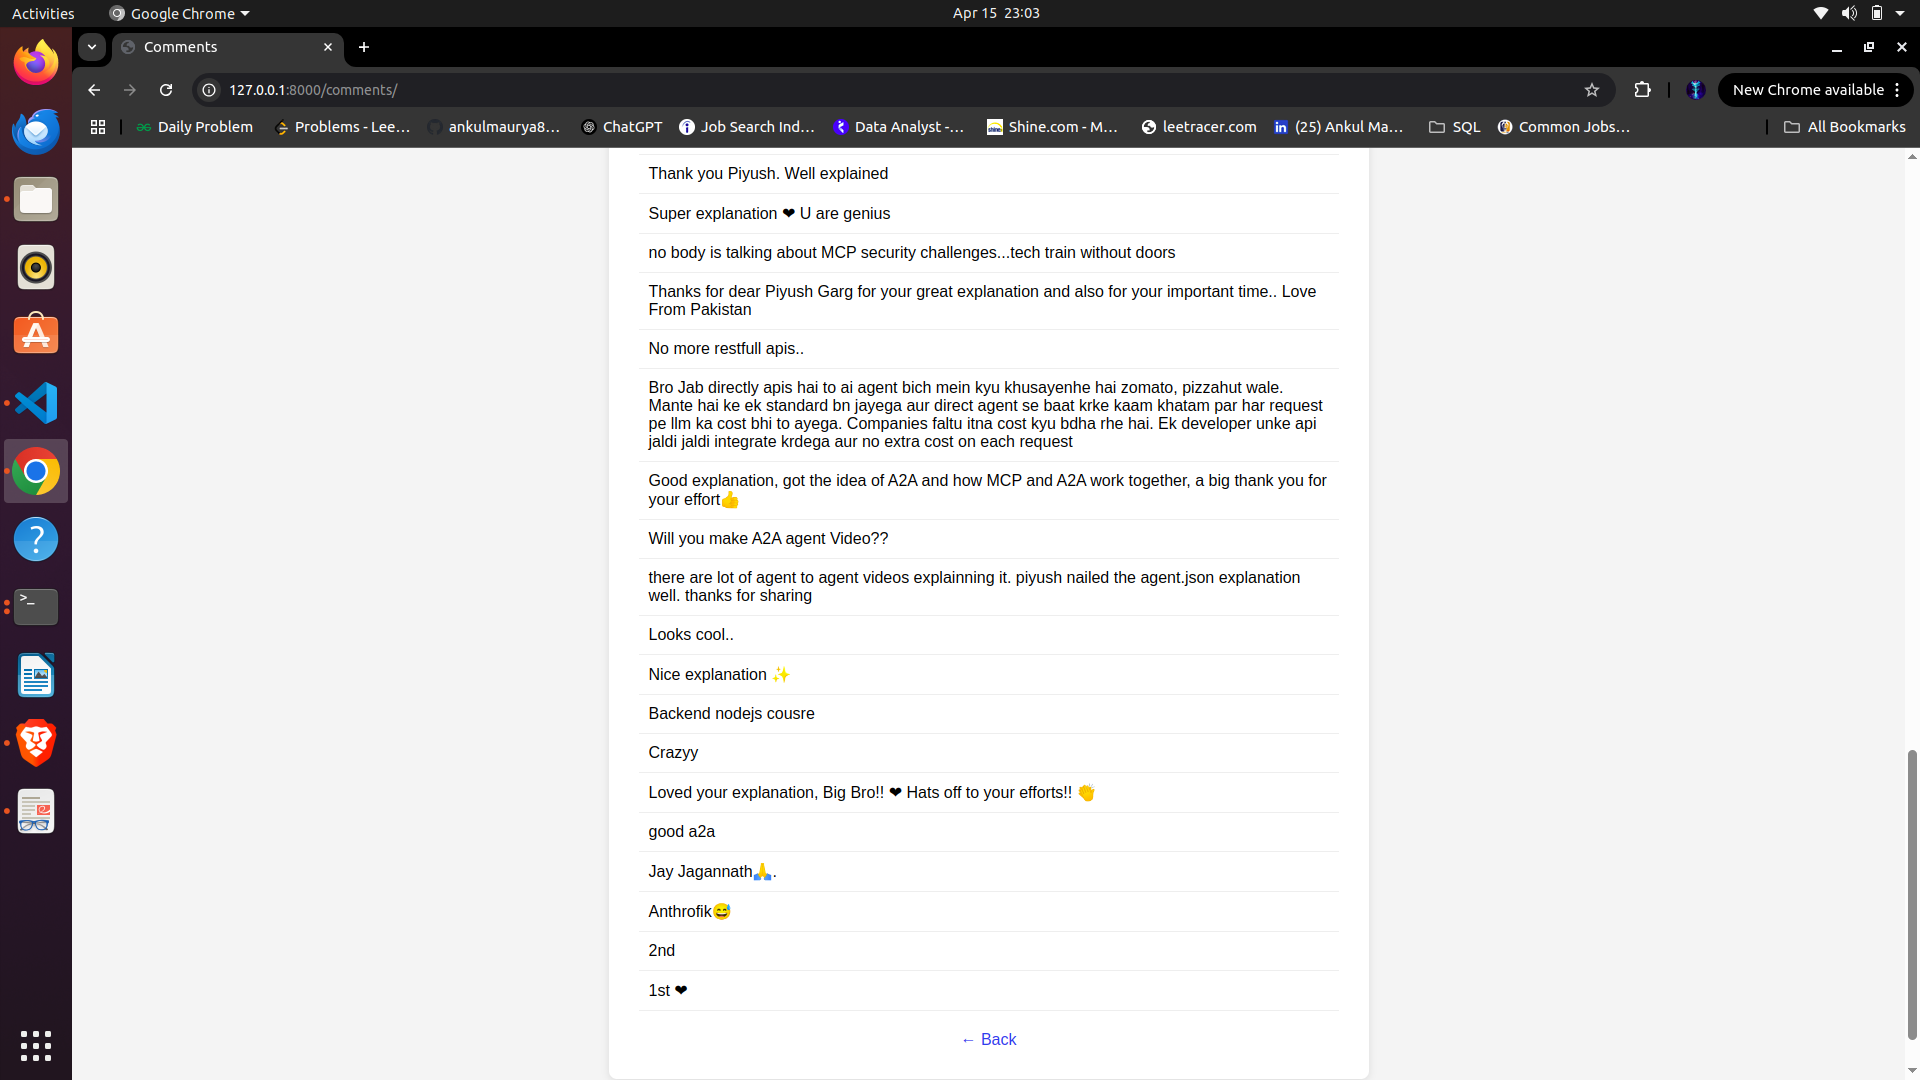 Activities
Google Chrome
Apr 15 23:03
Comments
127.0.0.1:8000/comments/
New Chrome available
Daily Problem
Problems - Lee...
ankulmaurya8...
ChatGPT
Job Search Ind...
Data Analyst -...
Shine.com - M...
leetracer.com
(25) Ankul Ma...
SQL
Common Jobs...
All Bookmarks
Thank you Piyush. Well explained
Super explanation ❤ U are genius
no body is talking about MCP security challenges...tech train without doors
Thanks for dear Piyush Garg for your great explanation and also for your important time.. Love
From Pakistan
No more restfull apis..
Bro Jab directly apis hai to ai agent bich mein kyu khusayenhe hai zomato, pizzahut wale.
Mante hai ke ek standard bn jayega aur direct agent se baat krke kaam khatam par har request
pe llm ka cost bhi to ayega. Companies faltu itna cost kyu bdha rhe hai. Ek developer unke api
jaldi jaldi integrate krdega aur no extra cost on each request
Good explanation, got the idea of A2A and how MCP and A2A work together, a big thank you for
your effort👍
Will you make A2A agent Video??
there are lot of agent to agent videos explainning it. piyush nailed the agent.json explanation
well. thanks for sharing
Looks cool..
Nice explanation ✨
Backend nodejs cousre
Crazyy
Loved your explanation, Big Bro!! ❤ Hats off to your efforts!! 👏
good a2a
Jay Jagannath🙏.
Anthrofik😅
2nd
1st ❤
← Back